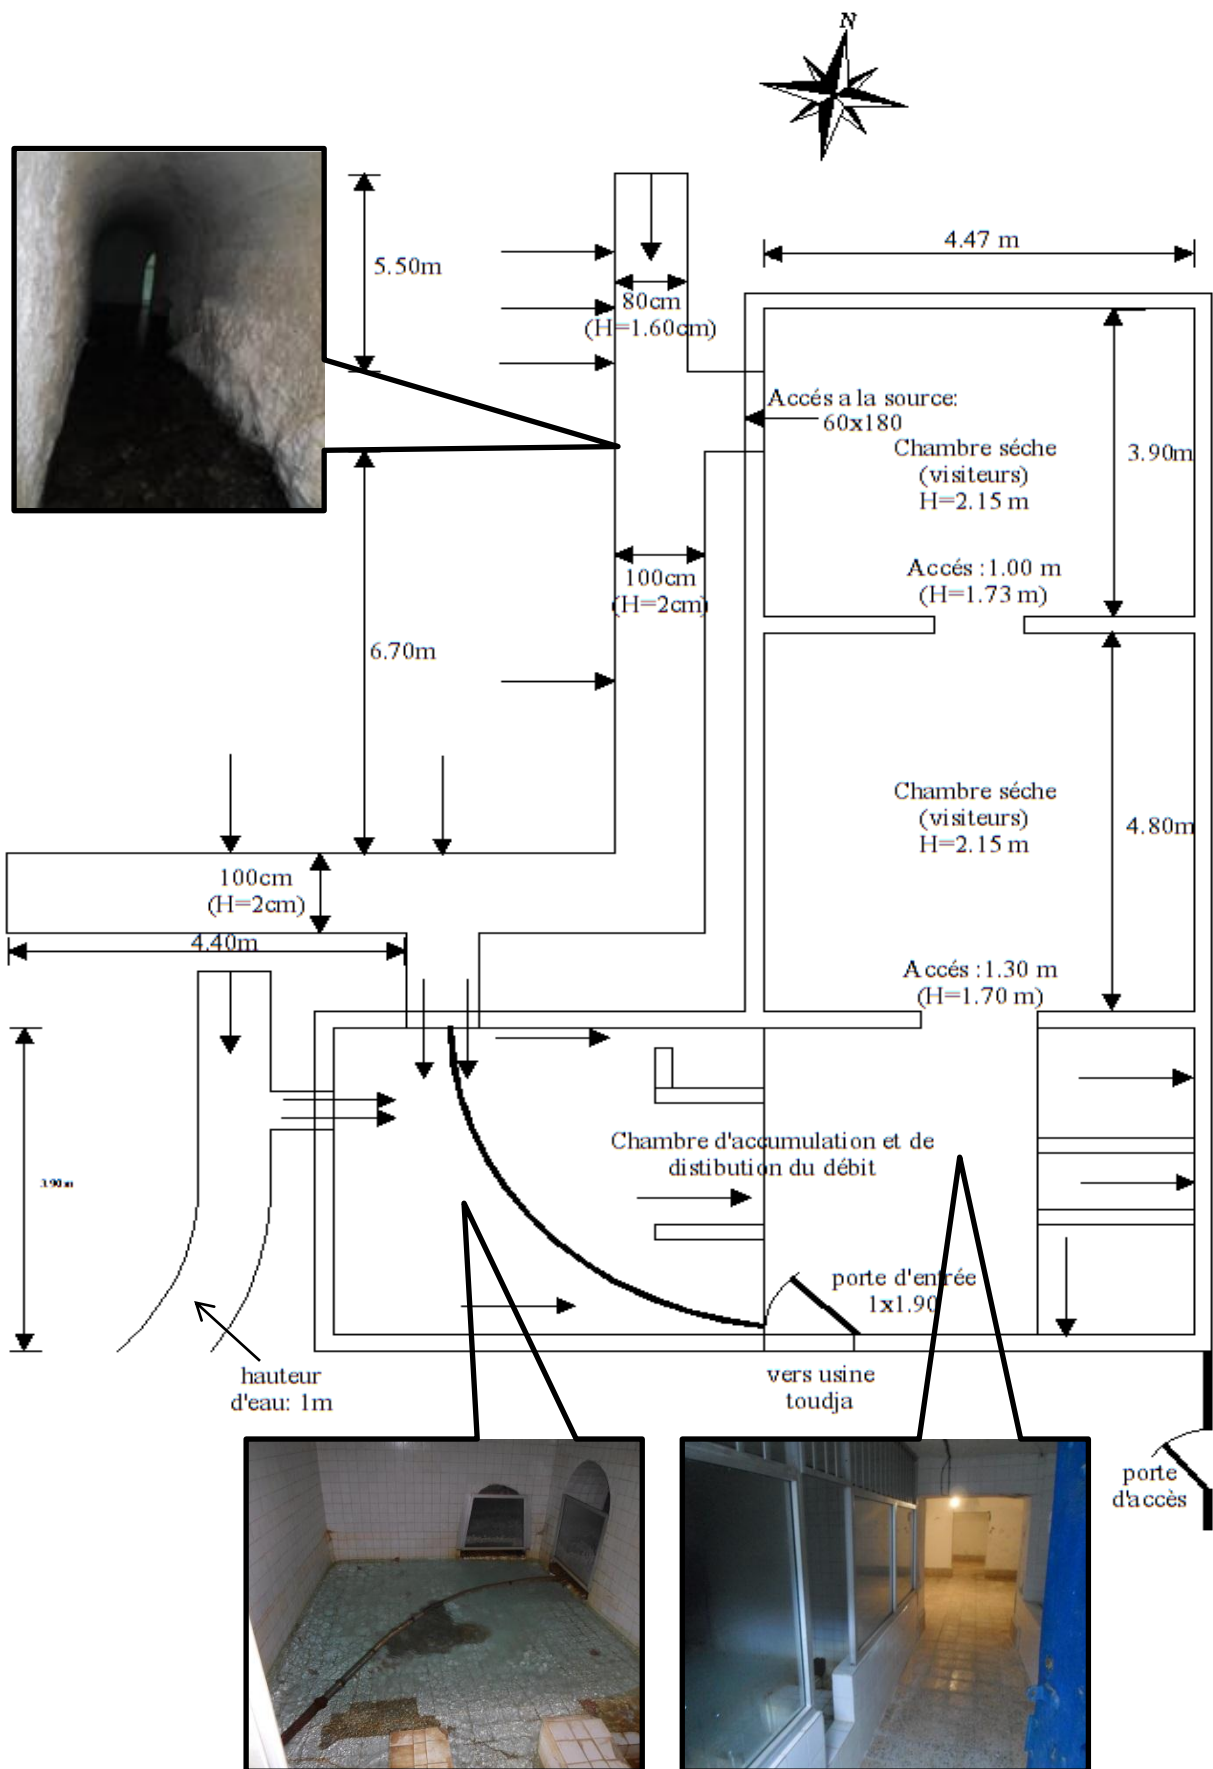 N
4.47 m
5.50m
80cm
(H=1.60cm)
Accés a la source:
60x180
Chambre séche
(visiteurs)
H=2.15 m
3.90m
Accés :1.00 m
(H=1.73 m)
100cm
(H=2cm)
6.70m
Chambre séche
(visiteurs)
H=2.15 m
4.80m
100cm
(H=2cm)
4.40m
Accés :1.30 m
(H=1.70 m)
Chambre d'accumulation et de
distibution du débit
3.90m
porte d'entrée
1x1.90
hauteur
d'eau: 1m
vers usine
toudja
porte
d'accès